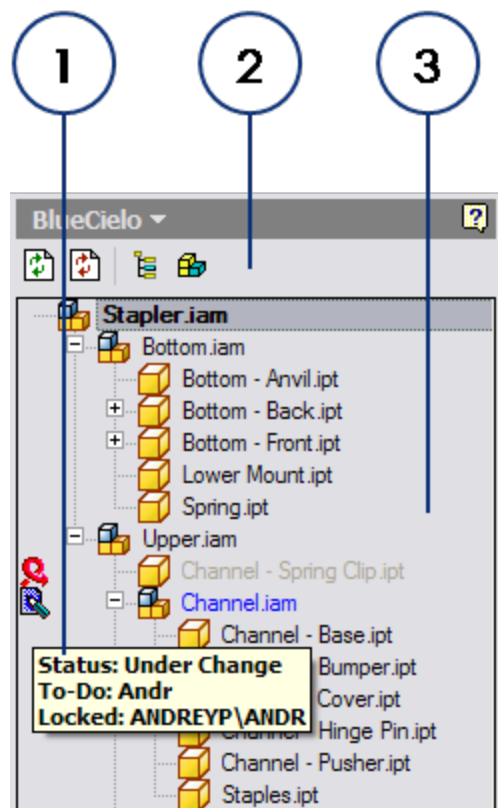 1 2 3
BlueCielo
?
Stapler.iam
Bottom.iam
Bottom - Anvil.ipt
Bottom - Back.ipt
Bottom - Front.ipt
Lower Mount.ipt
Spring.ipt
Upper.iam
Channel - Spring Clip.ipt
Channel.iam
Channel - Base.ipt
Status: Under Change
To-Do: Andr
Locked: ANDREYP\ANDR
Bumper.ipt
Cover.ipt
Hinge Pin.ipt
Channel - Pusher.ipt
Staples.ipt